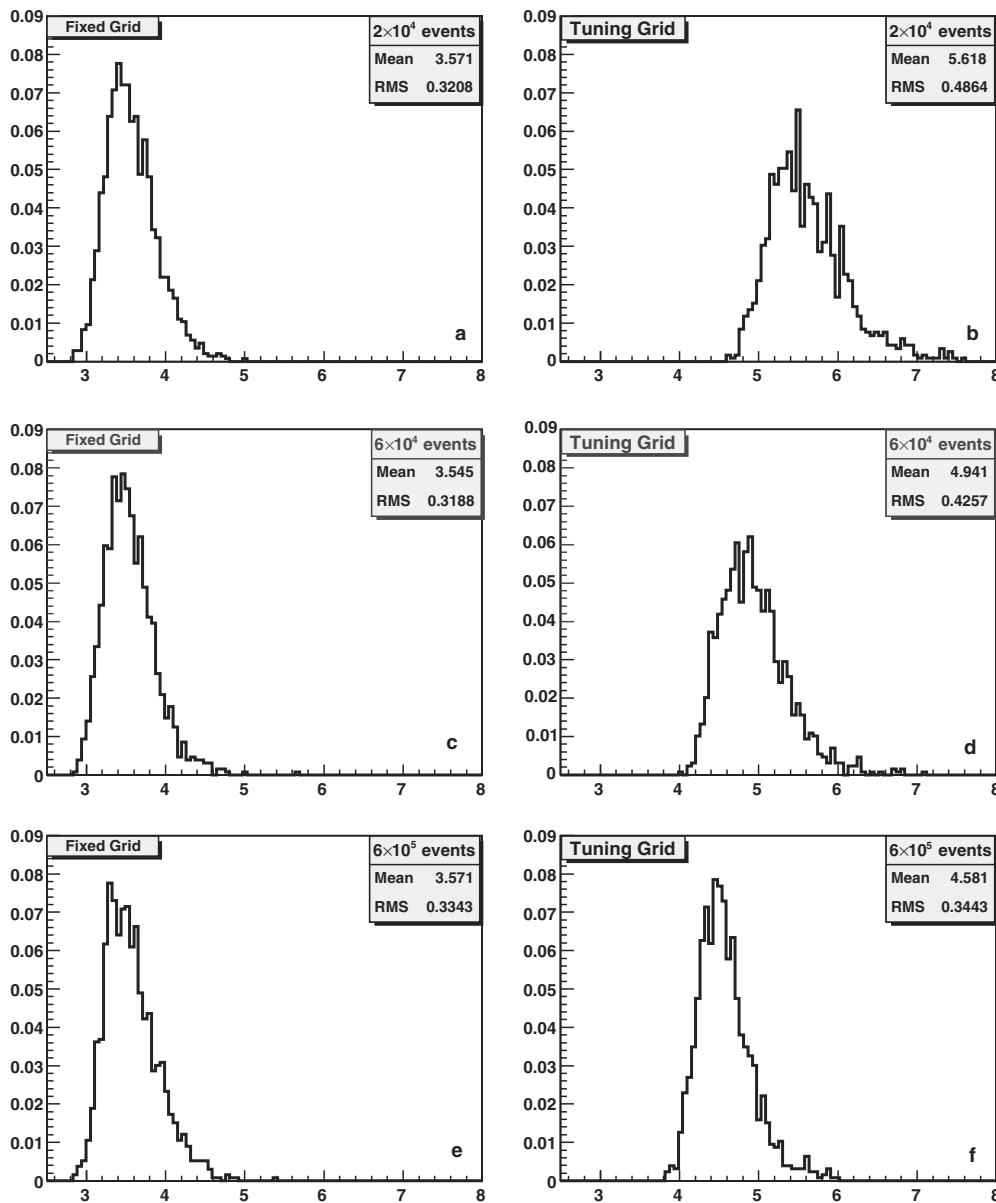 Fixed Grid
2×10⁴ events
Mean 3.571
RMS 0.3208
0.09
0.08
0.07
0.06
0.05
0.04
0.03
0.02
0.01
0
3 4 5 6 7 8
a
Tuning Grid
2×10⁴ events
Mean 5.618
RMS 0.4864
0.09
0.08
0.07
0.06
0.05
0.04
0.03
0.02
0.01
0
3 4 5 6 7 8
b
Fixed Grid
6×10⁴ events
Mean 3.545
RMS 0.3188
0.09
0.08
0.07
0.06
0.05
0.04
0.03
0.02
0.01
0
3 4 5 6 7 8
c
Tuning Grid
6×10⁴ events
Mean 4.941
RMS 0.4257
0.09
0.08
0.07
0.06
0.05
0.04
0.03
0.02
0.01
0
3 4 5 6 7 8
d
Fixed Grid
6×10⁵ events
Mean 3.571
RMS 0.3343
0.09
0.08
0.07
0.06
0.05
0.04
0.03
0.02
0.01
0
3 4 5 6 7 8
e
Tuning Grid
6×10⁵ events
Mean 4.581
RMS 0.3443
0.09
0.08
0.07
0.06
0.05
0.04
0.03
0.02
0.01
0
3 4 5 6 7 8
f